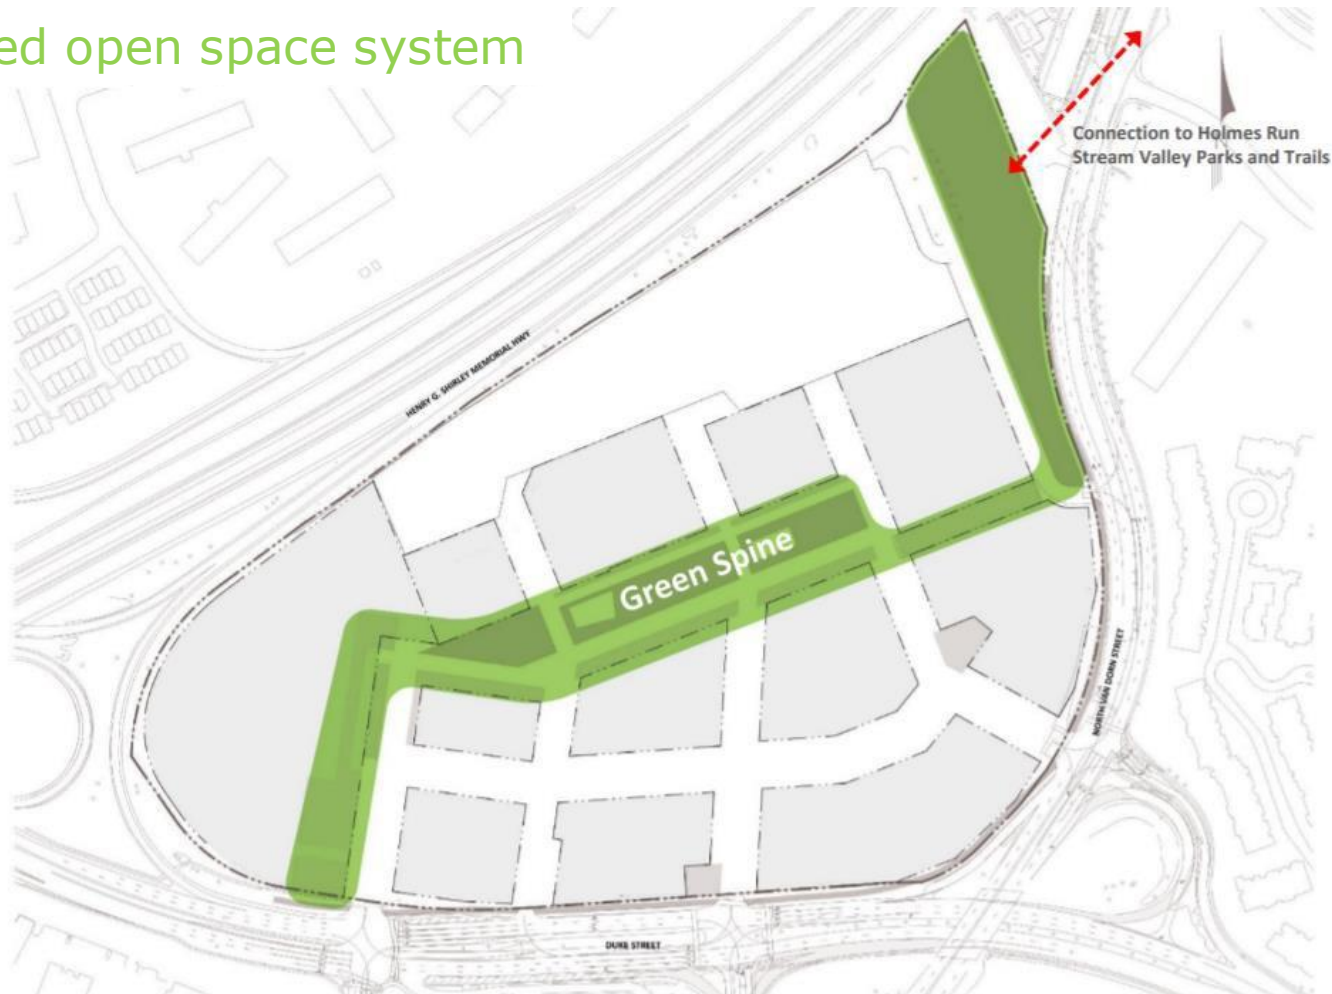 ed open space system
Connection to Holmes Run
Stream Valley Parks and Trails
HENRY G. SHIRLEY MEMORIAL HWY
Green Spine
NORTH VAN DORN STREET
DUKE STREET